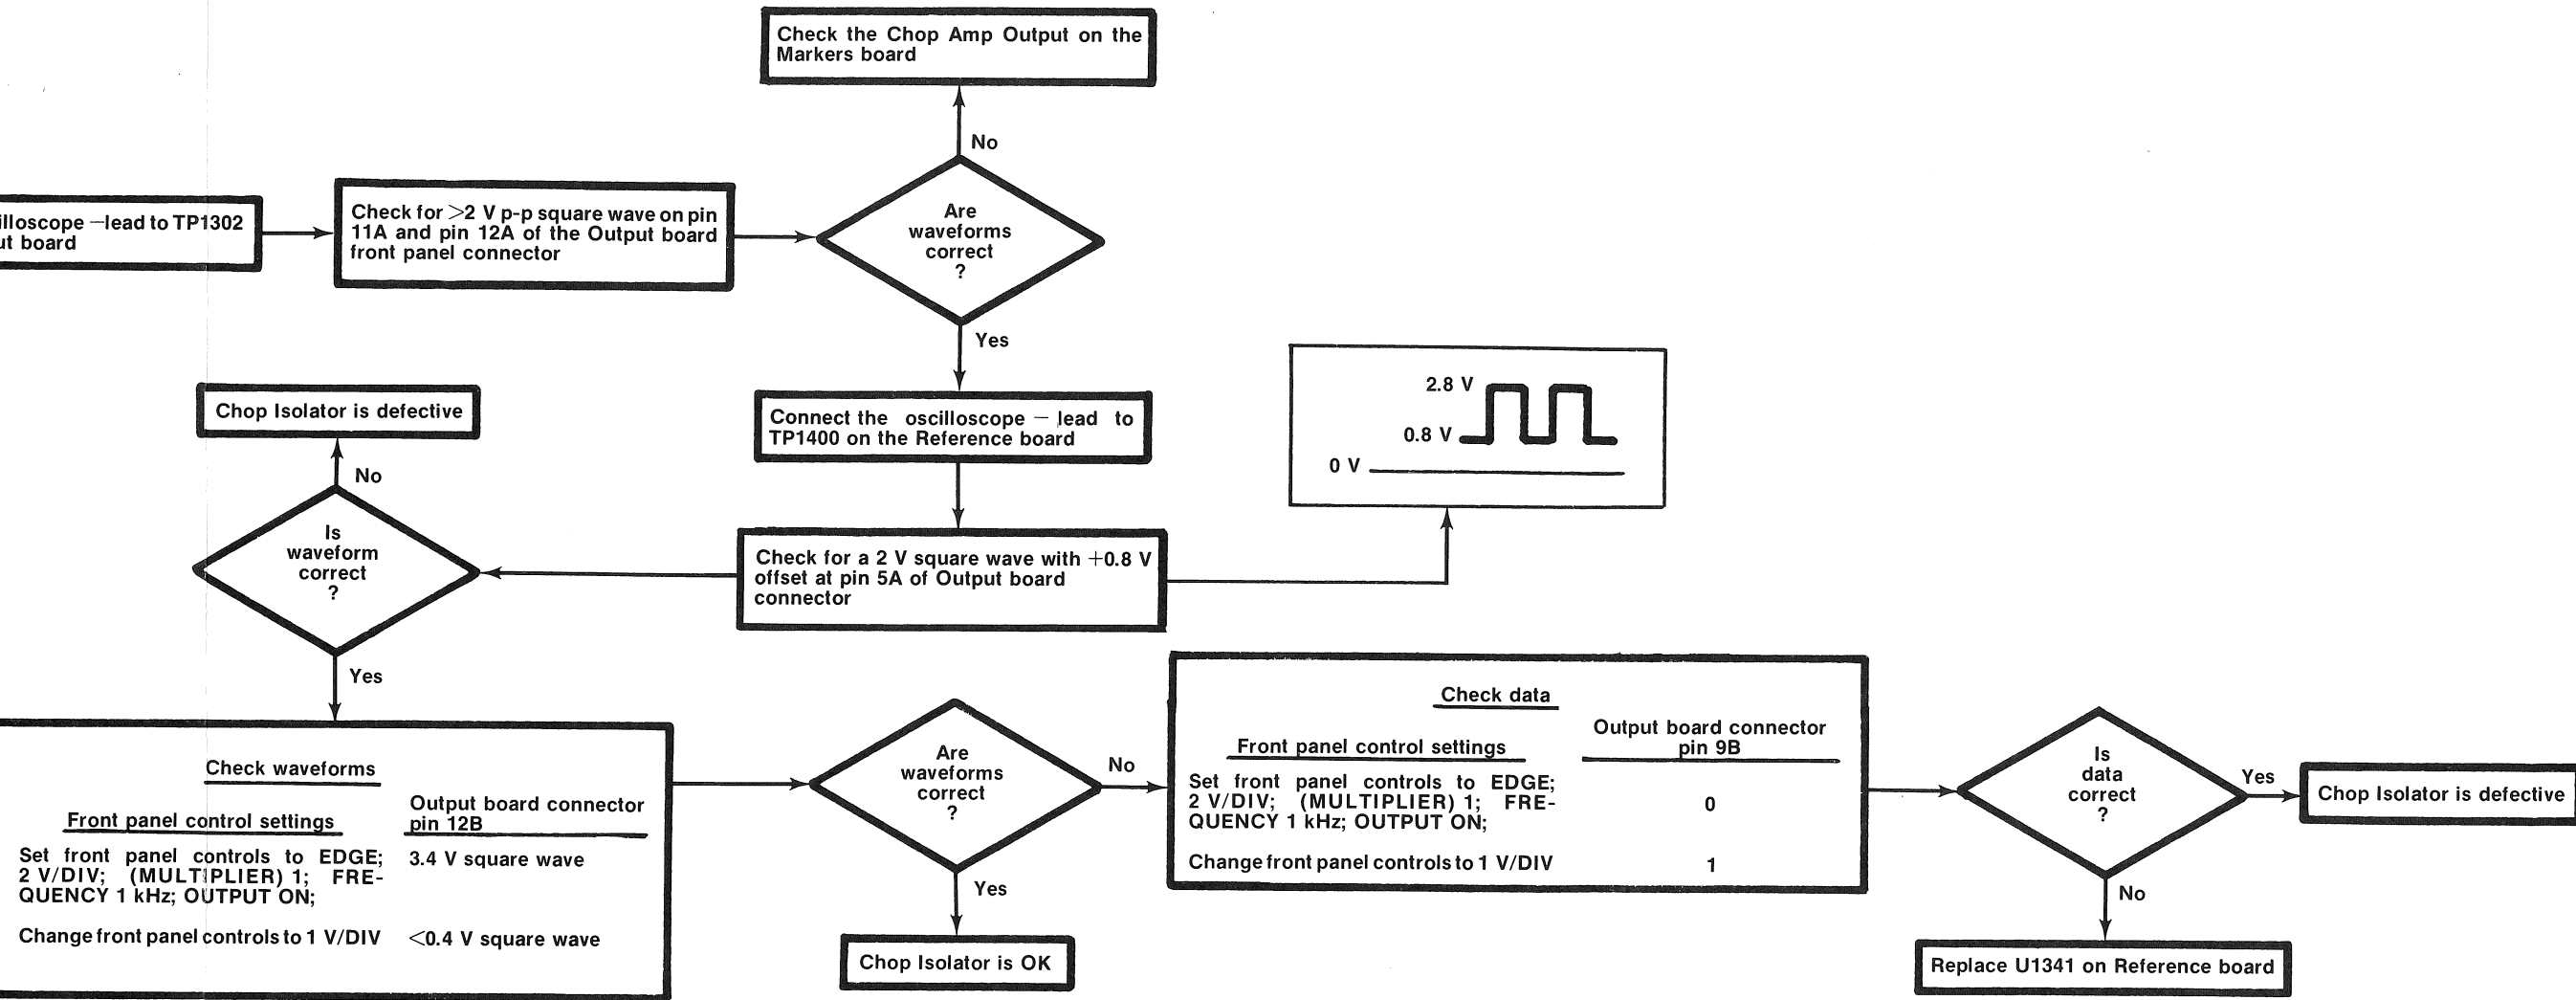 Check the Chop Amp Output on the
Markers board
No
illoscope —lead to TP1302
ut board
Check for >2 V p-p square wave on pin
11A and pin 12A of the Output board
front panel connector
Are
waveforms
correct
?
Yes
Connect the oscilloscope — lead to
TP1400 on the Reference board
2.8 V
0.8 V
0 V
Check for a 2 V square wave with +0.8 V
offset at pin 5A of Output board
connector
Chop Isolator is defective
No
Is
waveform
correct
?
Yes
Check waveforms
Front panel control settings
Output board connector
pin 12B
Set front panel controls to EDGE;
2 V/DIV; (MULTIPLIER) 1; FRE-
QUENCY 1 kHz; OUTPUT ON;
3.4 V square wave
Change front panel controls to 1 V/DIV
<0.4 V square wave
Are
waveforms
correct
?
No
Yes
Chop Isolator is OK
Check data
Front panel control settings
Output board connector
pin 9B
Set front panel controls to EDGE;
2 V/DIV; (MULTIPLIER) 1; FRE-
QUENCY 1 kHz; OUTPUT ON;
0
Change front panel controls to 1 V/DIV
1
Is
data
correct
?
Yes
Chop Isolator is defective
No
Replace U1341 on Reference board